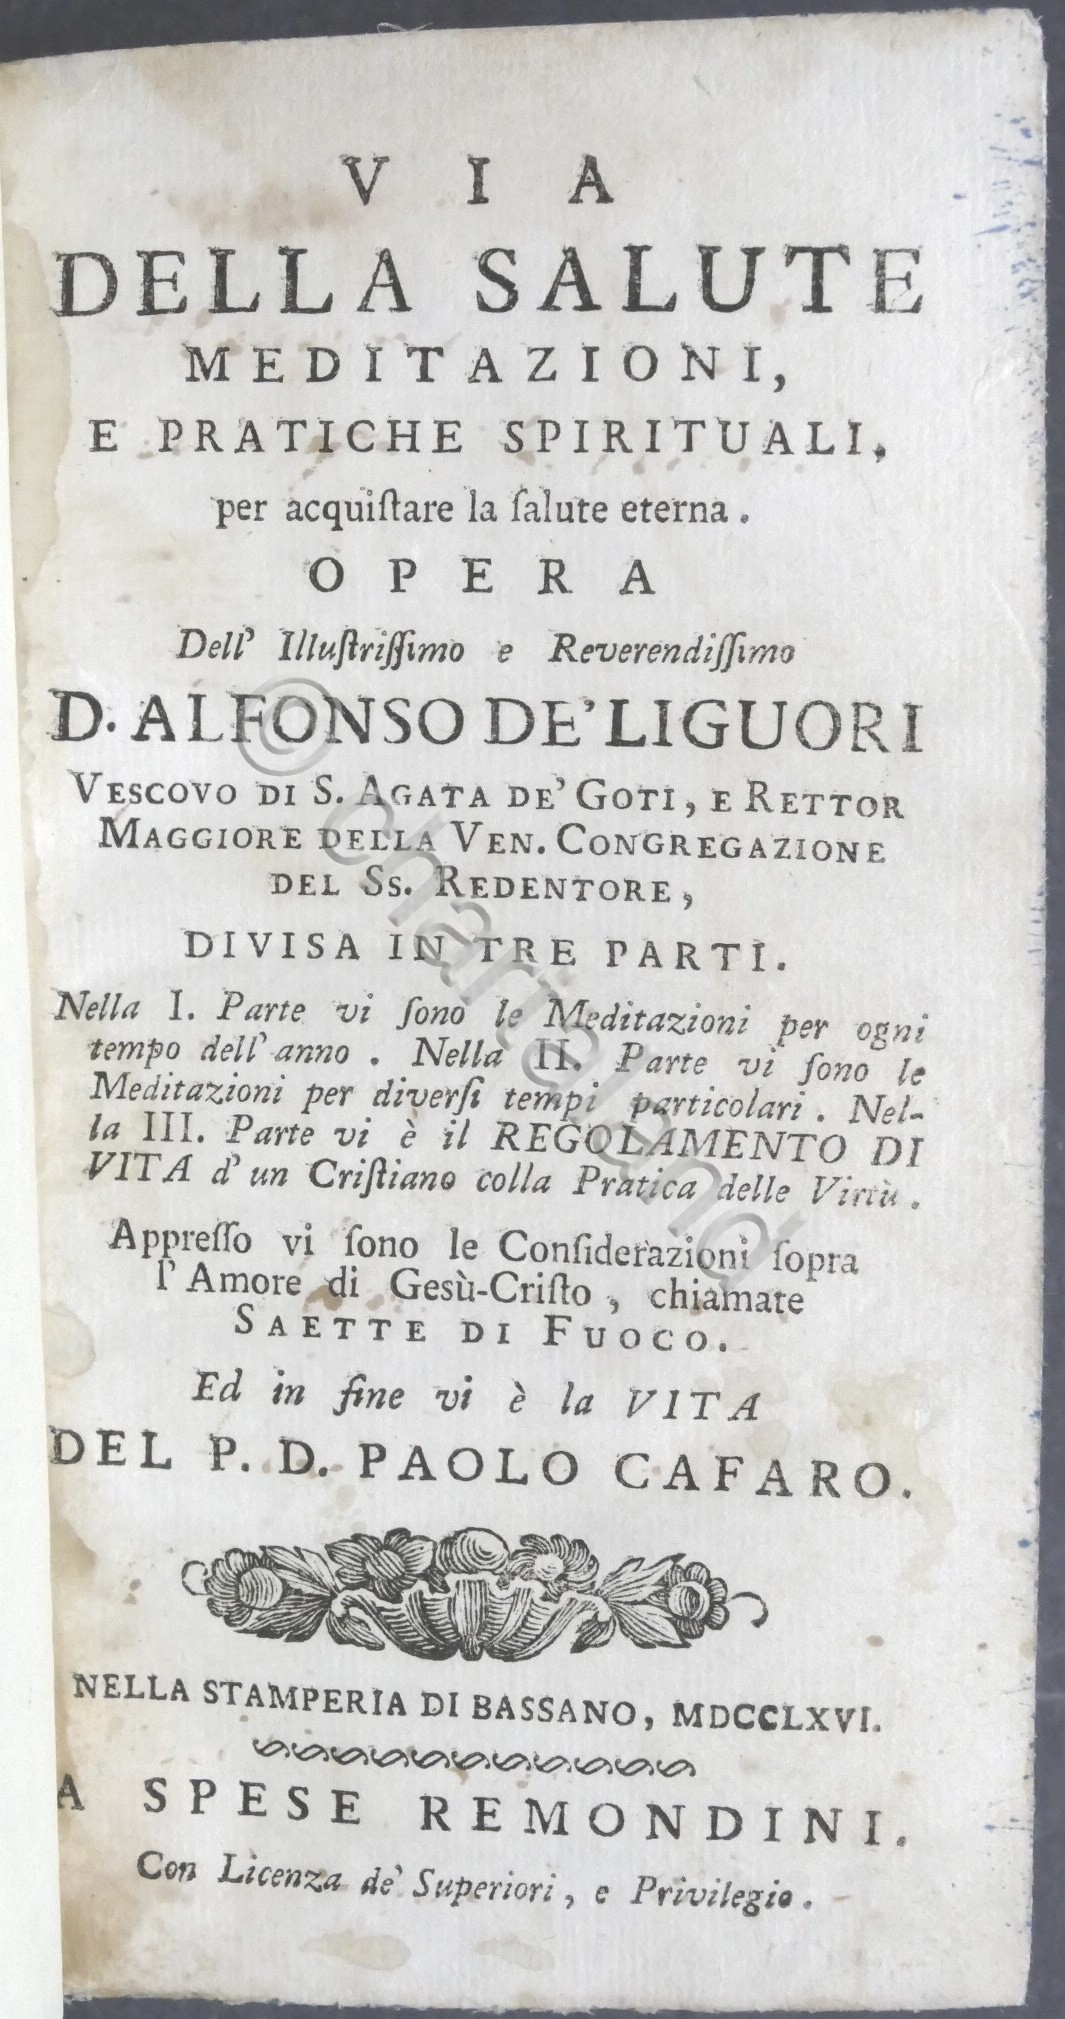 VIA
DELLA SALUTE
MEDITAZIONI,
E PRATICHE SPIRITUALI,
per acquiſtare la ſalute eterna.
OPERA
Dell' Illuſtriſſimo e Reverendiſſimo
D. ALFONSO DE' LIGUORI
VESCOVO DI S. AGATA DE' GOTI, E RETTOR
MAGGIORE DELLA VEN. CONGREGAZIONE
DEL SS. REDENTORE,
DIVISA IN TRE PARTI.
Nella I. Parte vi ſono le Meditazioni per ogni
tempo dell' anno. Nella II. Parte vi ſono le
Meditazioni per diverſi tempi particolari. Nel-
la III. Parte vi è il REGOLAMENTO DI
VITA d' un Criſtiano colla Pratica delle Virtù.
Appreſſo vi ſono le Conſiderazioni ſopra
l' Amore di Gesù-Criſto, chiamate
SAETTE DI FUOCO.
Ed in fine vi è la VITA
DEL P. D. PAOLO CAFARO.
NELLA STAMPERIA DI BASSANO, MDCCLXVI.
A SPESE REMONDINI.
Con Licenza de' Superiori, e Privilegio.
© chartaland